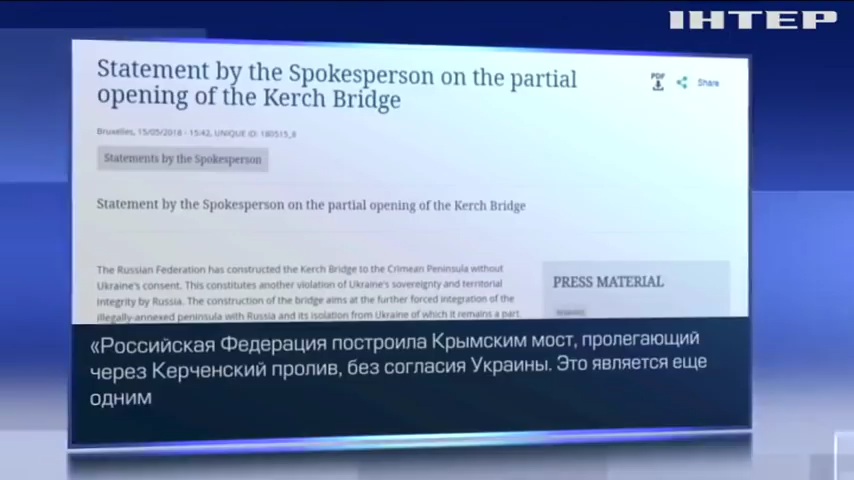 ІНТЕР
Statement by the Spokesperson on the partial
opening of the Kerch Bridge
PDF
Share
Bruxelles, 15/05/2018 - 15:42, UNIQUE ID: 180515_8
Statements by the Spokesperson
Statement by the Spokesperson on the partial opening of the Kerch Bridge
The Russian Federation has constructed the Kerch Bridge to the Crimean Peninsula without
Ukraine's consent. This constitutes another violation of Ukraine's sovereignty and territorial
integrity by Russia. The construction of the bridge aims at the further forced integration of the
illegally-annexed peninsula with Russia and its isolation from Ukraine of which it remains a part.
PRESS MATERIAL
«Российская Федерация построила Крымским мост, пролегающий
через Керченский пролив, без согласия Украины. Это является еще
одним